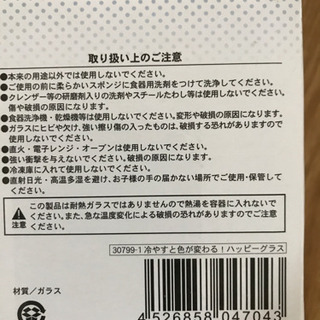 取り扱い上のご注意
●本来の用途以外では使用しないでください。
●ご使用の前に柔らかいスポンジに食器用洗剤をつけて洗浄してください。
●クレンザー等の研磨剤入りの洗剤やスチールたわし等は使用しないでください。
傷や破損の原因になります。
●食器洗浄機・乾燥機等は使用しないでください。変形や破損の原因になります。
●ガラスにヒビや欠け、強い擦り傷の入ったものは、破損する恐れがありますので
使用しないでください。
●直火・電子レンジ・オーブンは使用しないでください。
●強い衝撃を与えないでください。破損の原因になります。
●冷凍庫に入れて使用しないでください。
●直射日光・高温多湿を避け、お子様の手の届かない場所でご使用・保管して
ください。
この製品は耐熱ガラスではありませんので熱湯を容器に入れないで
ください。また、急な温度変化による破損の恐れがありますのでご
注意ください。
注意
30799-1 冷やすと色が変わる!ハッピーグラス
材質/ガラス
4 526858 047043